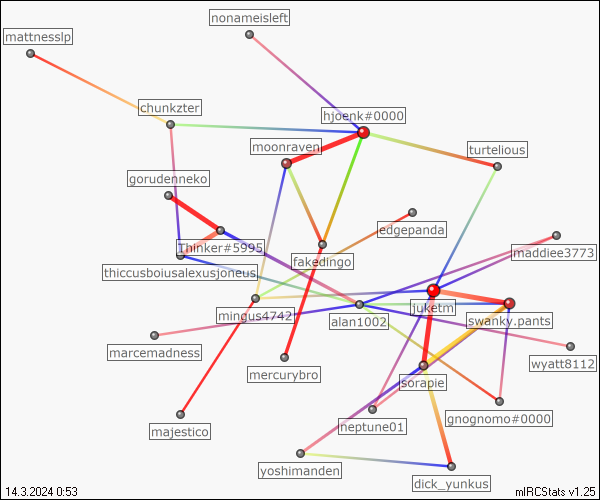 nonameisleft
mattnesslp
chunkzter
hjoenk#0000
moonraven
turtelious
gorudenneko
edgepanda
Thinker#5995
maddiee3773
fakedingo
thiccusboiusalexusjoneus
juketm
mingus4742
alan1002
swanky.pants
marcemadness
wyatt8112
mercurybro
sorapie
gnognomo#0000
neptune01
majestico
yoshimanden
dick_yunkus
14.3.2024 0:53
mIRCStats v1.25